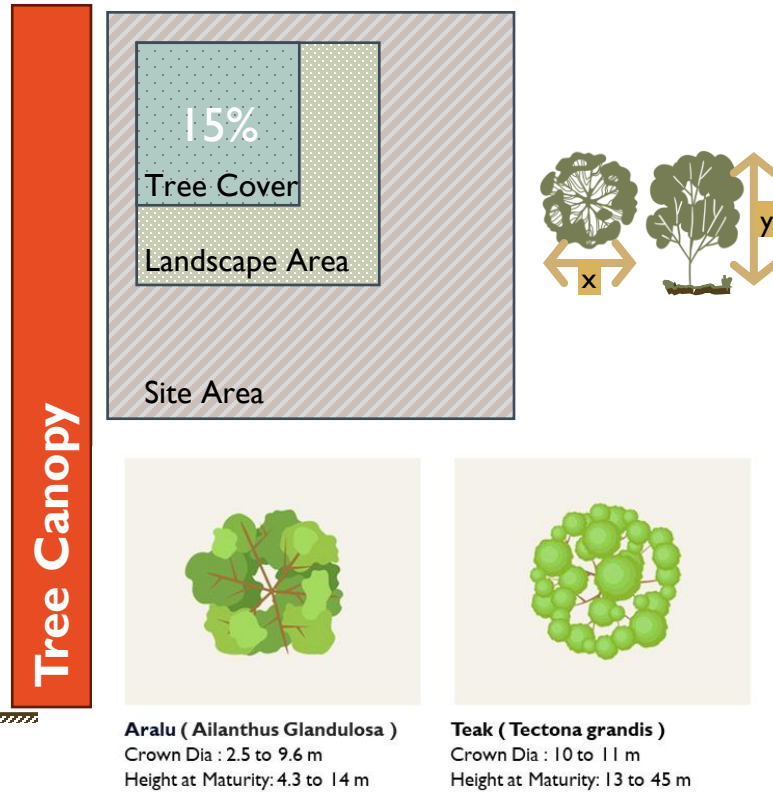 Tree Canopy
15%
Tree Cover
Landscape Area
Site Area
x
y
Aralu ( Ailanthus Glandulosa )
Crown Dia : 2.5 to 9.6 m
Height at Maturity: 4.3 to 14 m
Teak ( Tectona grandis )
Crown Dia : 10 to 11 m
Height at Maturity: 13 to 45 m